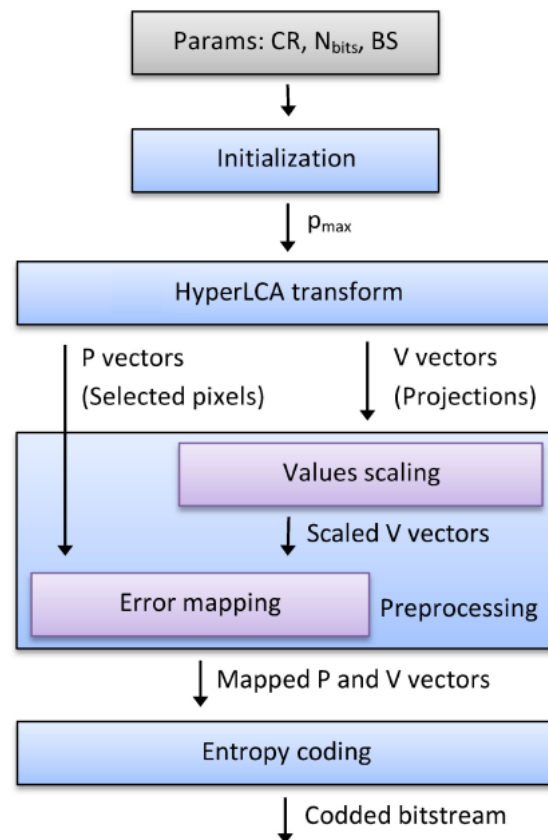 Params: CR, Nbits, BS
Initialization
pmax
HyperLCA transform
P vectors
(Selected pixels)
V vectors
(Projections)
Values scaling
Scaled V vectors
Error mapping
Preprocessing
Mapped P and V vectors
Entropy coding
Codded bitstream